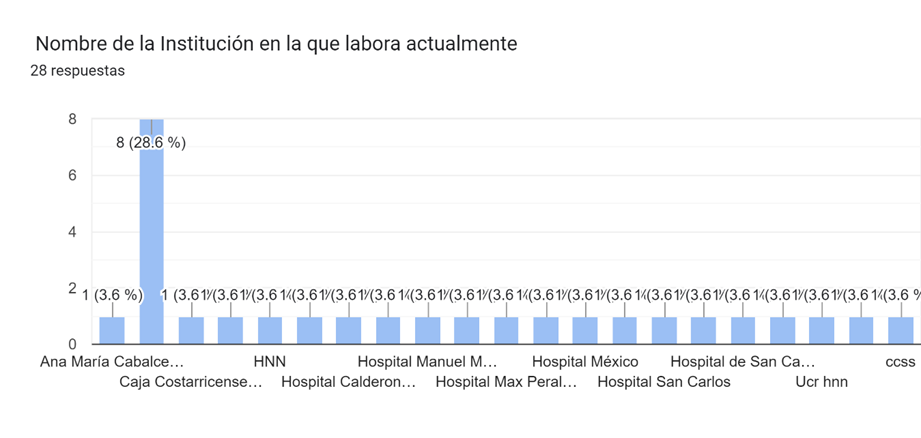 Nombre de la Institución en la que labora actualmente
28 respuestas
8
6
4
2
0
8 (28.6 %)
1 (3.6 %)
Ana María Cabalce…
HNN
Hospital Manuel M…
Hospital México
Hospital de San Ca…
ccss
Caja Costarricense…
Hospital Calderon…
Hospital Max Peral…
Hospital San Carlos
Ucr hnn